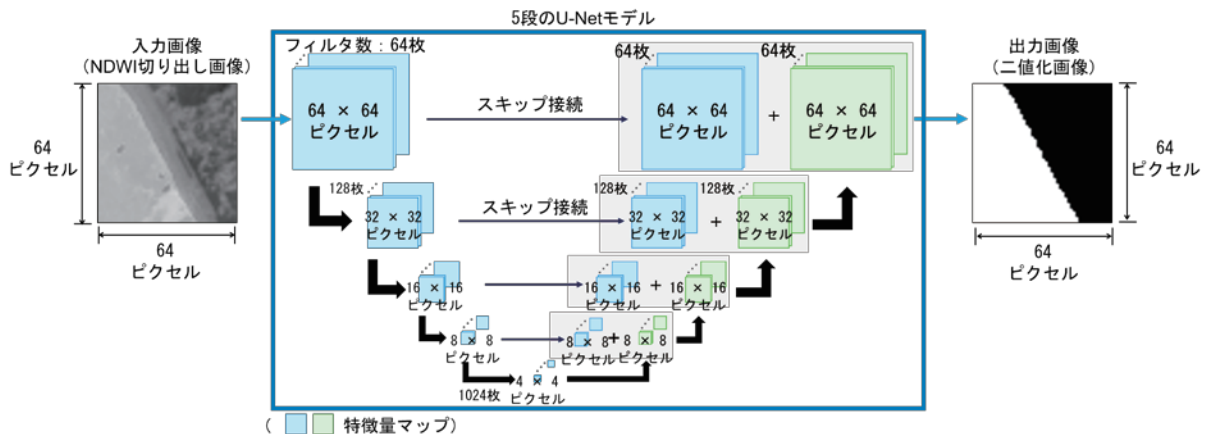 5段のU-Netモデル
入力画像
(NDWI切り出し画像)
64
ピクセル
64
ピクセル
フィルタ数：64枚
64 × 64
ピクセル
スキップ接続
64枚
64 × 64
ピクセル
+
64枚
64 × 64
ピクセル
128枚
32 × 32
ピクセル
スキップ接続
128枚
32 × 32
ピクセル
+
128枚
32 × 32
ピクセル
16 × 16
ピクセル
16 × 16
ピクセル
+
16 × 16
ピクセル
8 × 8
ピクセル
8 × 8
ピクセル
+
8 × 8
ピクセル
1024枚
4 × 4
ピクセル
出力画像
(二値化画像)
64
ピクセル
64
ピクセル
( 特徴量マップ)